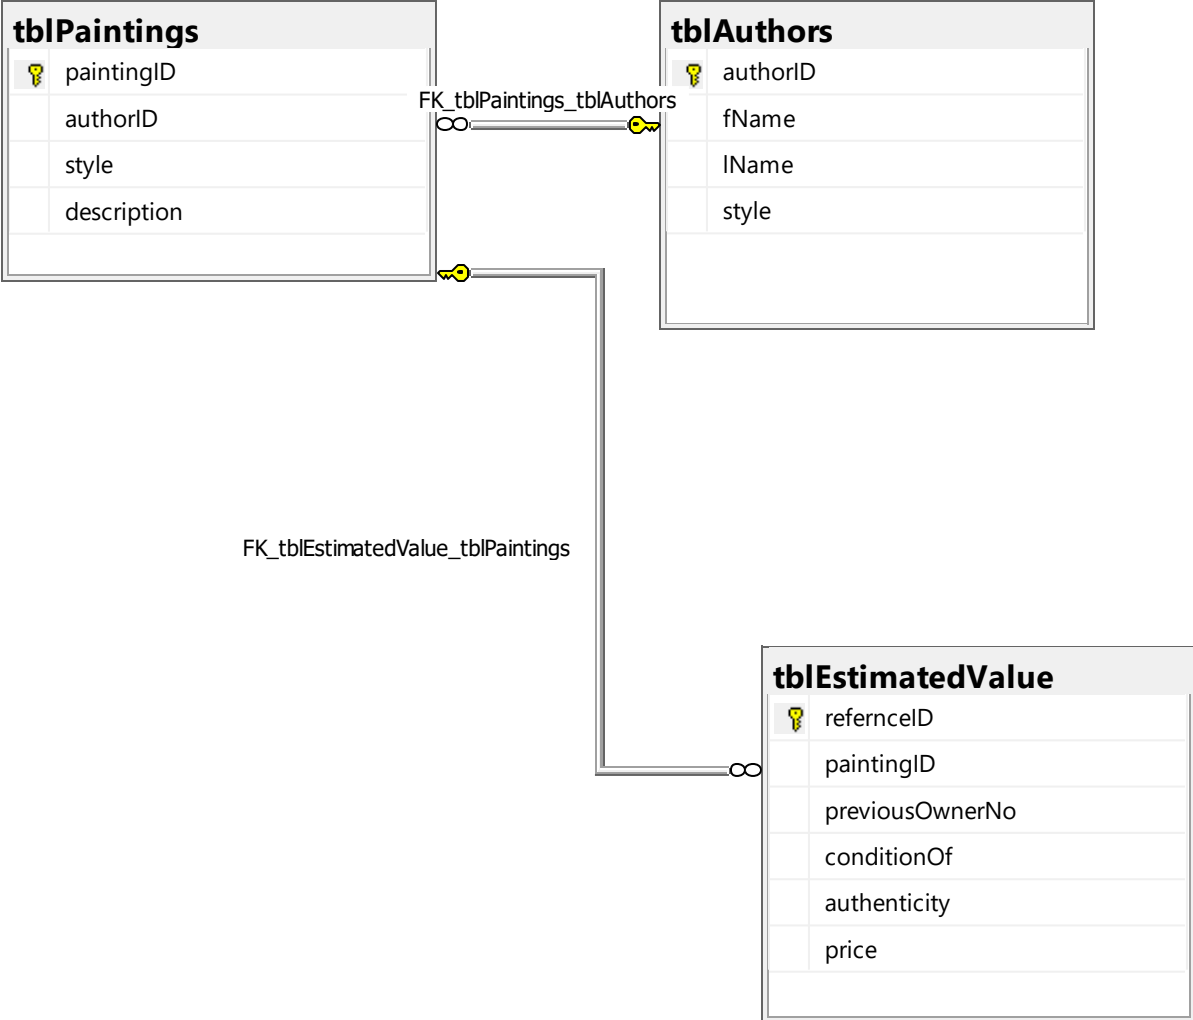 tblPaintings
paintingID
authorID
style
description
FK_tblPaintings_tblAuthors
tblAuthors
authorID
fName
lName
style
FK_tblEstimatedValue_tblPaintings
tblEstimatedValue
refernceID
paintingID
previousOwnerNo
conditionOf
authenticity
price